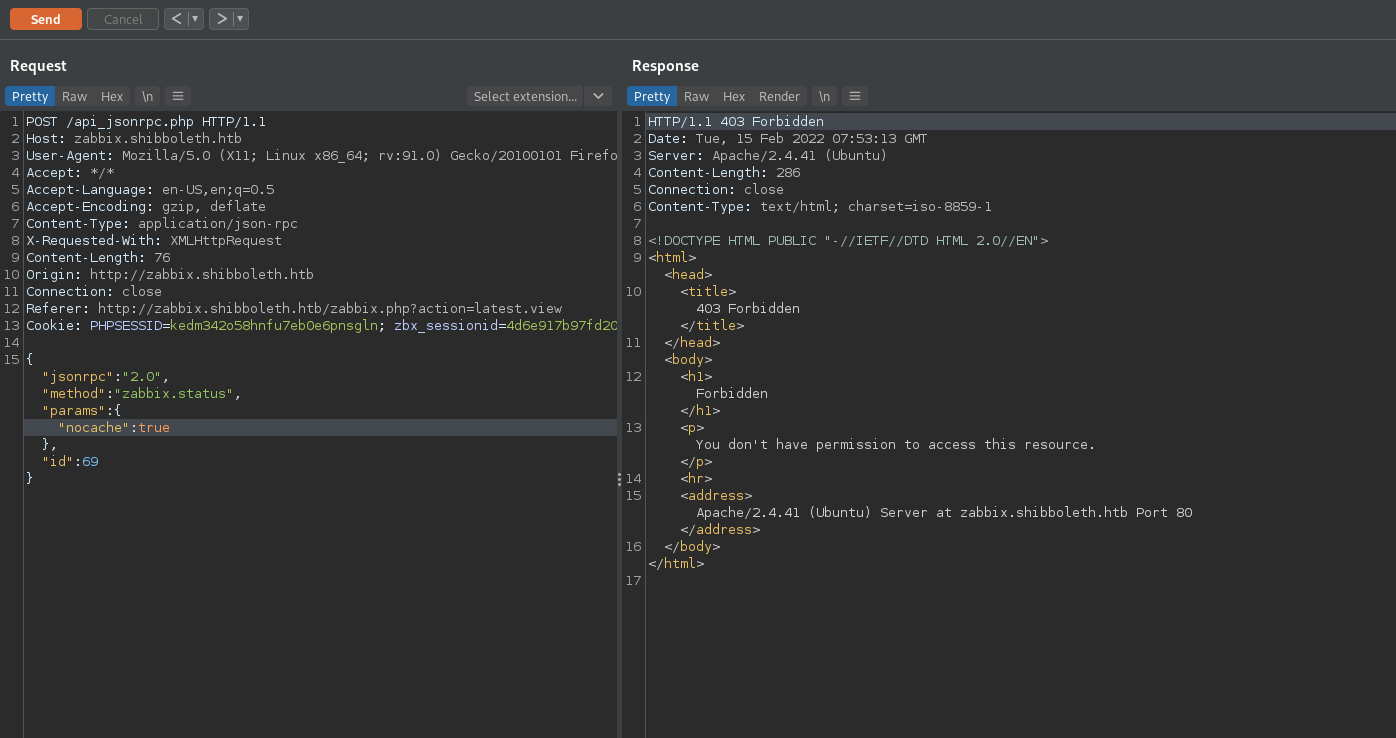 Send Cancel < ▾ > ▾
Request
Pretty Raw Hex \n ≡ Select extension...
1 POST /api_jsonrpc.php HTTP/1.1
2 Host: zabbix.shibboleth.htb
3 User-Agent: Mozilla/5.0 (X11; Linux x86_64; rv:91.0) Gecko/20100101 Firefo
4 Accept: */*
5 Accept-Language: en-US,en;q=0.5
6 Accept-Encoding: gzip, deflate
7 Content-Type: application/json-rpc
8 X-Requested-With: XMLHttpRequest
9 Content-Length: 76
10 Origin: http://zabbix.shibboleth.htb
11 Connection: close
12 Referer: http://zabbix.shibboleth.htb/zabbix.php?action=latest.view
13 Cookie: PHPSESSID=kedm342o58hnfu7eb0e6pnsgln; zbx_sessionid=4d6e917b97fd20
14
15 {
"jsonrpc":"2.0",
"method":"zabbix.status",
"params":{
"nocache":true
},
"id":69
}
Response
Pretty Raw Hex Render \n ≡
1 HTTP/1.1 403 Forbidden
2 Date: Tue, 15 Feb 2022 07:53:13 GMT
3 Server: Apache/2.4.41 (Ubuntu)
4 Content-Length: 286
5 Connection: close
6 Content-Type: text/html; charset=iso-8859-1
7
8 <!DOCTYPE HTML PUBLIC "-//IETF//DTD HTML 2.0//EN">
9 <html>
<head>
10 <title>
403 Forbidden
</title>
11 </head>
<body>
12 <h1>
Forbidden
</h1>
13 <p>
You don't have permission to access this resource.
</p>
14 <hr>
15 <address>
Apache/2.4.41 (Ubuntu) Server at zabbix.shibboleth.htb Port 80
</address>
16 </body>
</html>
17